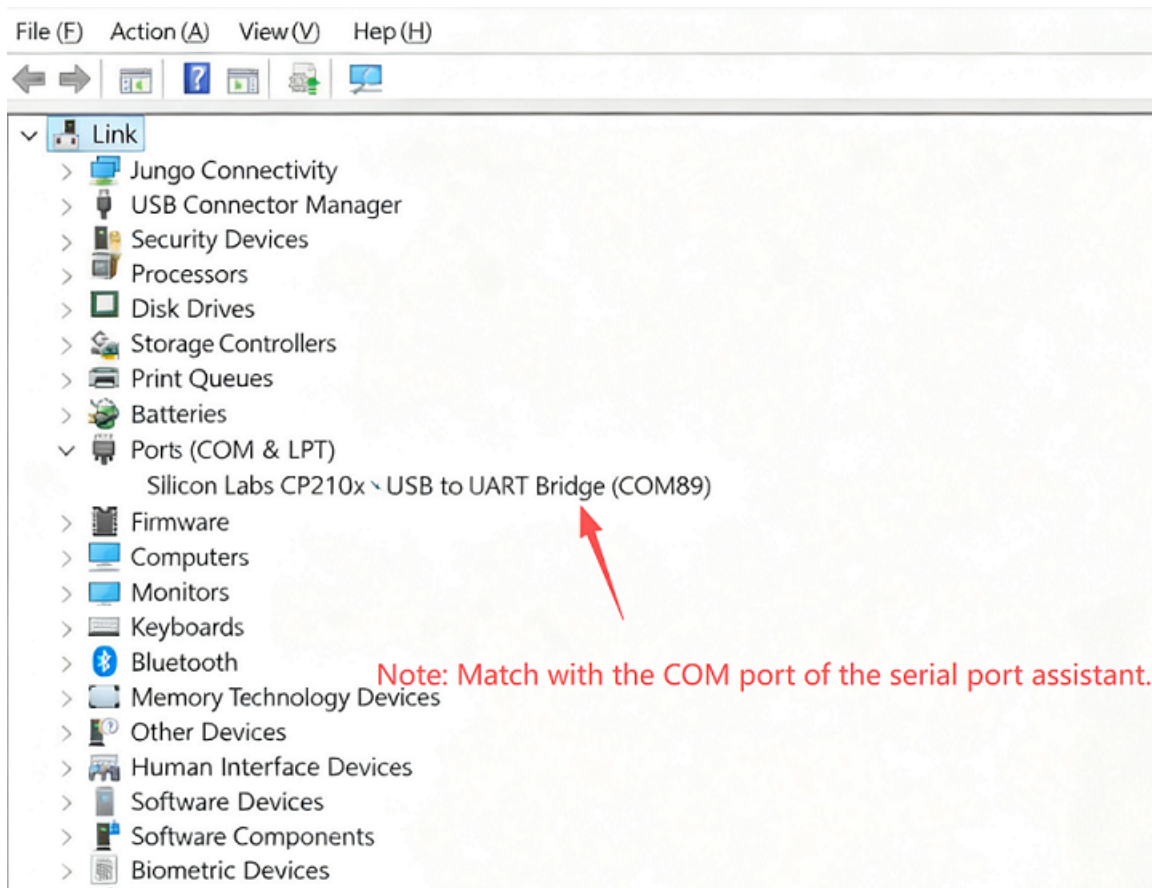 File (F) Action (A) View (V) Hep (H)
Link
Jungo Connectivity
USB Connector Manager
Security Devices
Processors
Disk Drives
Storage Controllers
Print Queues
Batteries
Ports (COM & LPT)
Silicon Labs CP210x USB to UART Bridge (COM89)
Firmware
Computers
Monitors
Keyboards
Bluetooth
Note: Match with the COM port of the serial port assistant.
Memory Technology Devices
Other Devices
Human Interface Devices
Software Devices
Software Components
Biometric Devices